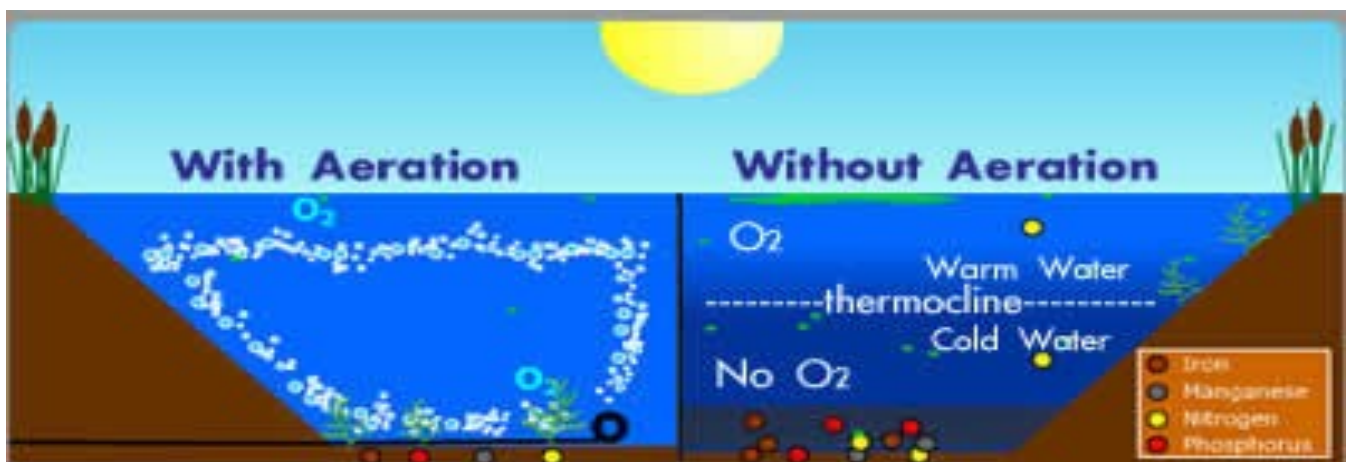 With Aeration
Without Aeration
O2
O2
O2
Warm Water
---------thermocline----------
Cold Water
No O2
Iron
Manganese
Nitrogen
Phosphorus